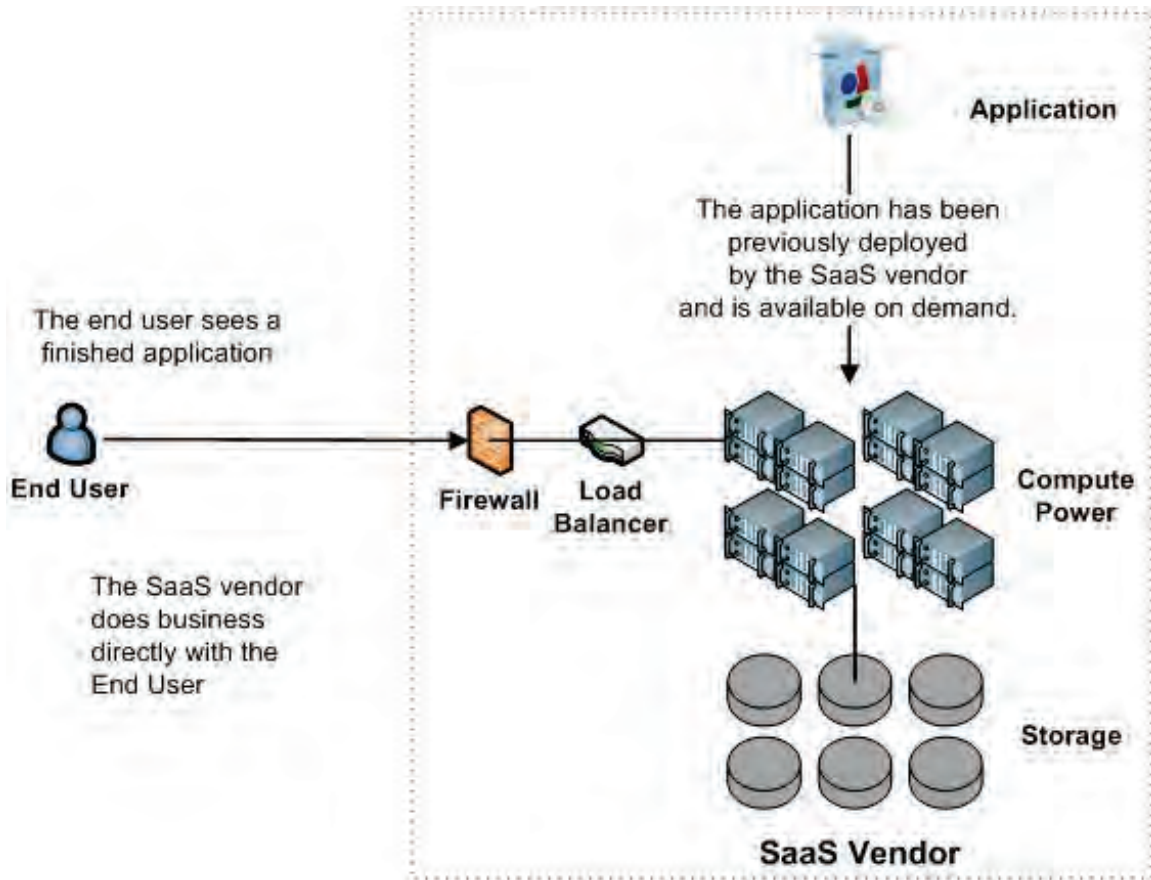 Application
The application has been
previously deployed
by the SaaS vendor
and is available on demand.
The end user sees a
finished application
End User
Firewall
Load
Balancer
Compute
Power
The SaaS vendor
does business
directly with the
End User
Storage
SaaS Vendor